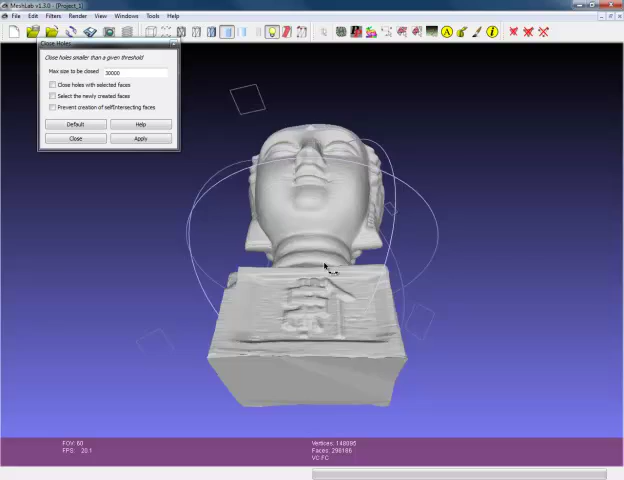 MeshLab v1.3.0 - [Project_1]
File Edit Filters Render View Windows Tools Help
Close Holes
Close holes smaller than a given threshold
Max size to be closed 30000
Close holes with selected faces
Select the newly created faces
Prevent creation of selfIntersecting faces
Default Help
Close Apply
FOV: 60
FPS: 20.1
Vertices: 148095
Faces: 296186
VC FC